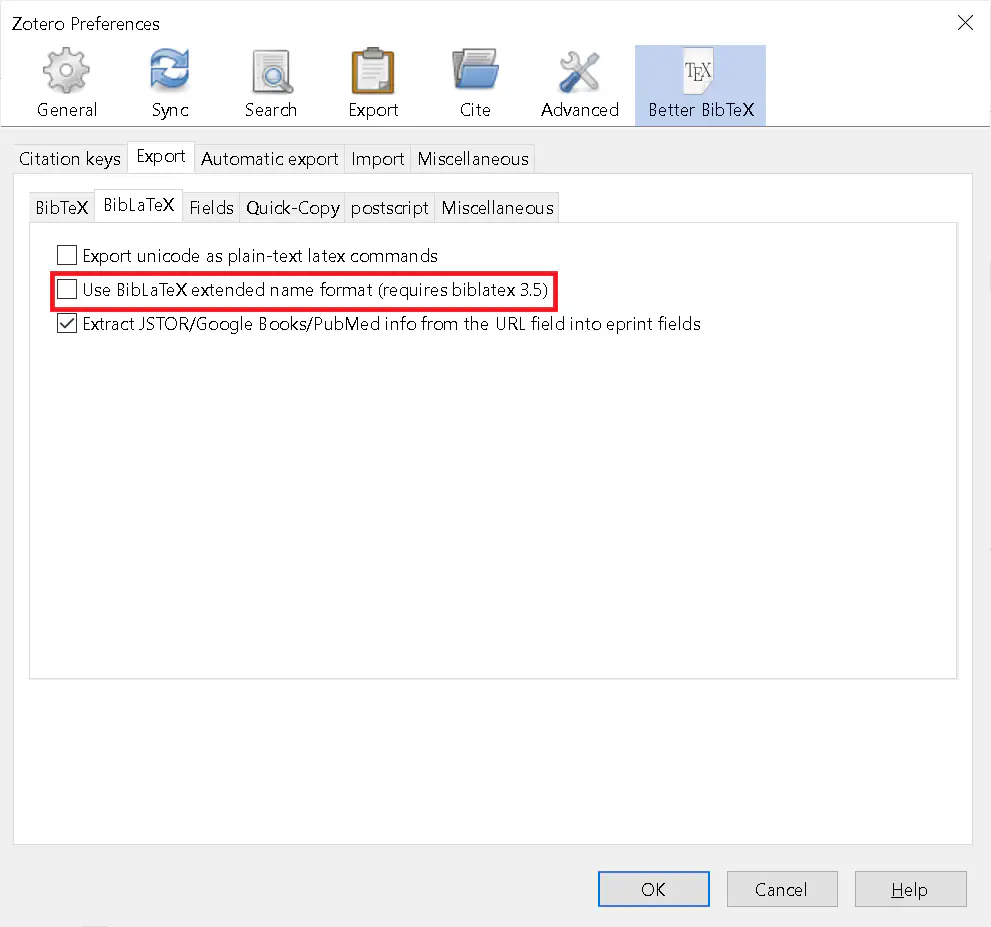 Zotero Preferences
General Sync Search Export Cite Advanced TEX Better BibTeX
Citation keys Export Automatic export Import Miscellaneous
BibTeX BibLaTeX Fields Quick-Copy postscript Miscellaneous
Export unicode as plain-text latex commands
Use BibLaTeX extended name format (requires biblatex 3.5)
Extract JSTOR/Google Books/PubMed info from the URL field into eprint fields
OK Cancel Help